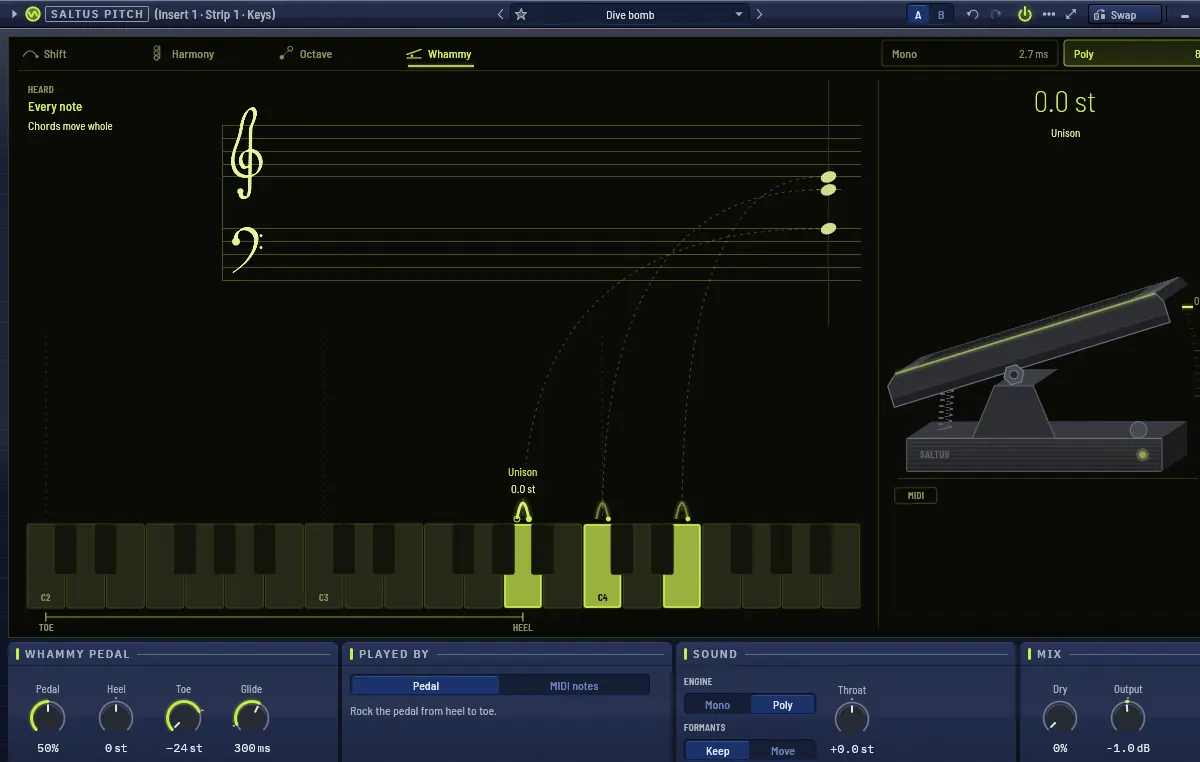 SALTUS PITCH (Insert 1 · Strip 1 · Keys)
Dive bomb
A B
Swap
Shift Harmony Octave Whammy
Mono 2.7 ms Poly 8
HEARD
Every note
Chords move whole
0.0 st
Unison
0
SALTUS
MIDI
Unison
0.0 st
C2 C3 C4
TOE HEEL
WHAMMY PEDAL
Pedal Heel Toe Glide
50% 0 st −24 st 300 ms
PLAYED BY
Pedal MIDI notes
Rock the pedal from heel to toe.
SOUND
ENGINE
Mono Poly
FORMANTS
Keep Move
Throat
+0.0 st
MIX
Dry Output
0% -1.0 dB